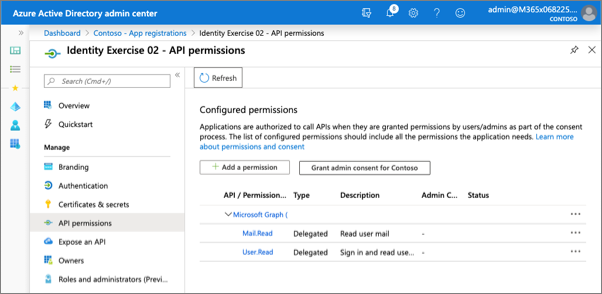 Azure Active Directory admin center
8
admin@M365x068225....
CONTOSO
Dashboard > Contoso - App registrations > Identity Exercise 02 - API permissions
Identity Exercise 02 - API permissions
Search (Cmd+/)
Overview
Quickstart
Manage
Branding
Authentication
Certificates & secrets
API permissions
Expose an API
Owners
Roles and administrators (Previ...
Refresh
Configured permissions
Applications are authorized to call APIs when they are granted permissions by users/admins as part of the consent
process. The list of configured permissions should include all the permissions the application needs. Learn more
about permissions and consent
+ Add a permission Grant admin consent for Contoso
API / Permission... Type Description Admin C... Status
Microsoft Graph (
Mail.Read Delegated Read user mail -
User.Read Delegated Sign in and read use... -